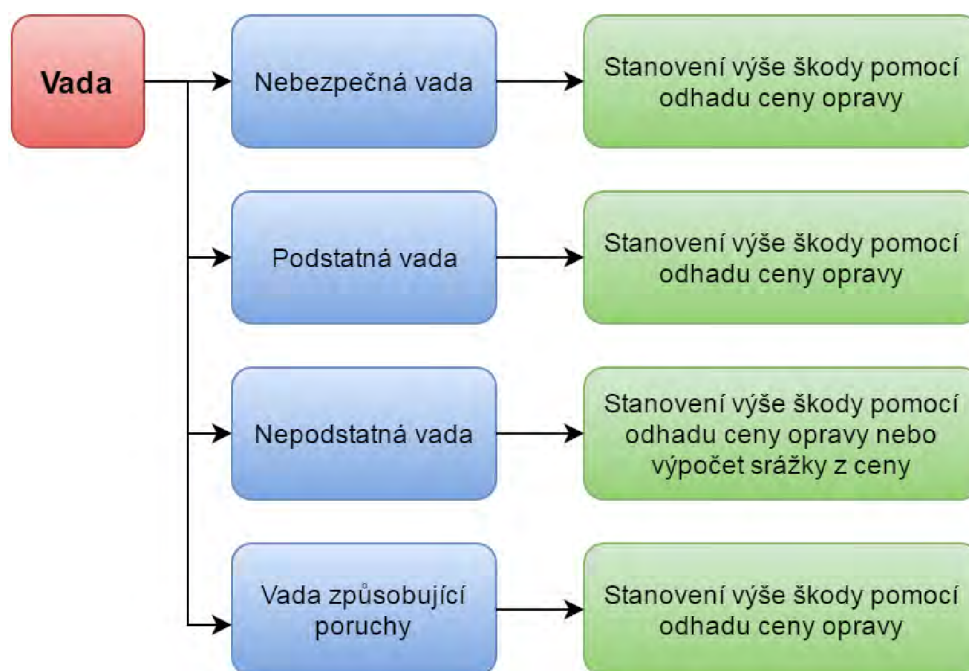 Vada
Nebezpečná vada
Stanovení výše škody pomocí
odhadu ceny opravy
Podstatná vada
Stanovení výše škody pomocí
odhadu ceny opravy
Nepodstatná vada
Stanovení výše škody pomocí
odhadu ceny opravy nebo
výpočet srážky z ceny
Vada způsobující
poruchy
Stanovení výše škody pomocí
odhadu ceny opravy